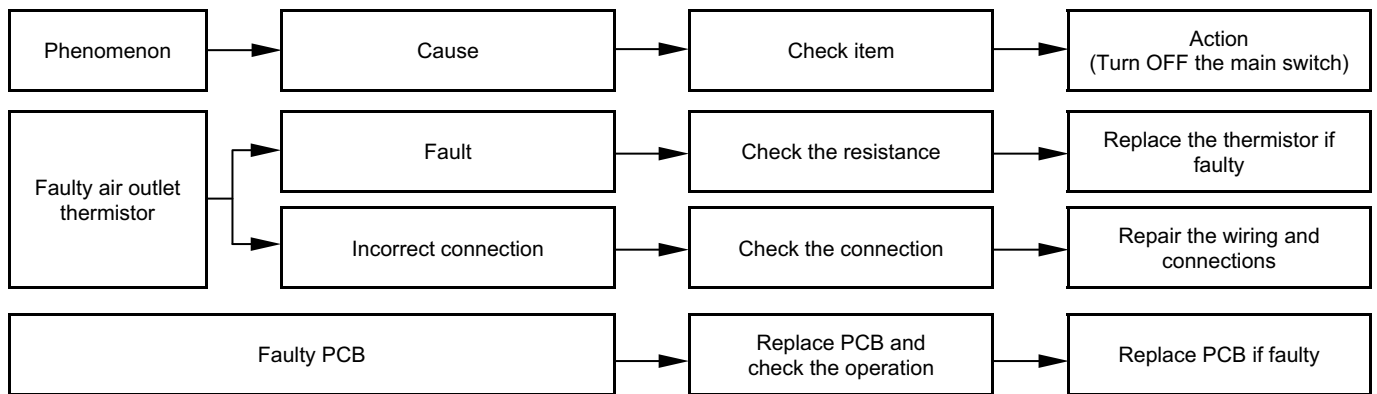 Phenomenon
Cause
Check item
Action
(Turn OFF the main switch)
Faulty air outlet
thermistor
Fault
Check the resistance
Replace the thermistor if
faulty
Incorrect connection
Check the connection
Repair the wiring and
connections
Faulty PCB
Replace PCB and
check the operation
Replace PCB if faulty